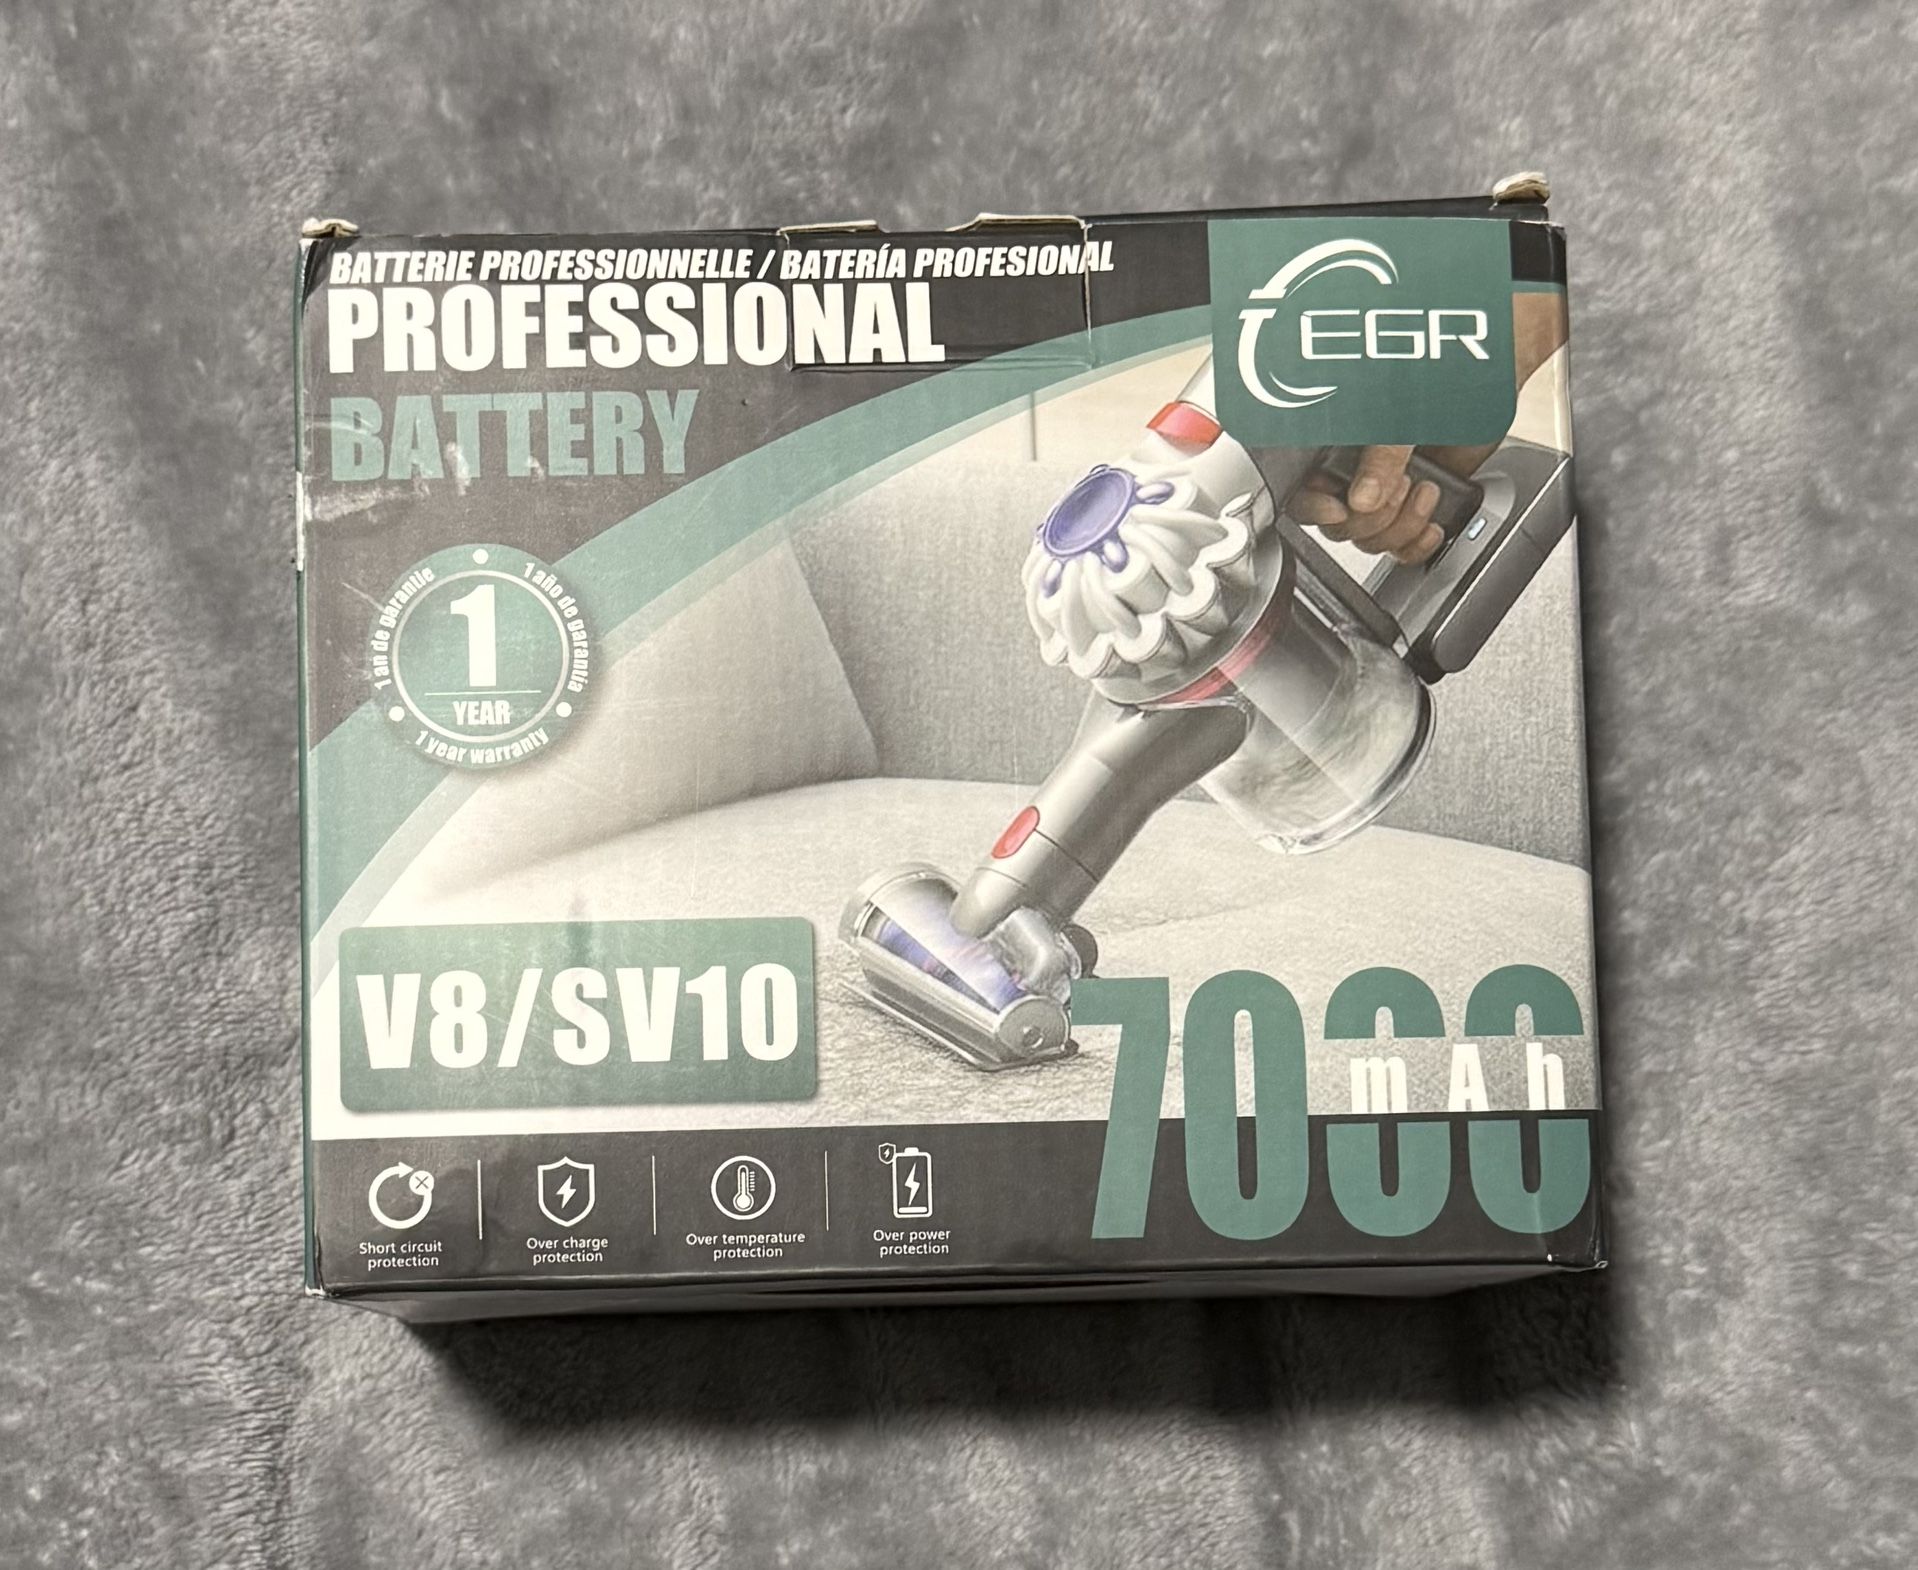 BATTERIE PROFESSIONNELLE / BATERÍA PROFESIONAL
PROFESSIONAL
BATTERY
EGR
1 an de garantie
1 año de garantía
1
YEAR
1 year warranty
V8/SV10
7000
mAh
Short circuit
protection
Over charge
protection
Over temperature
protection
Over power
protection